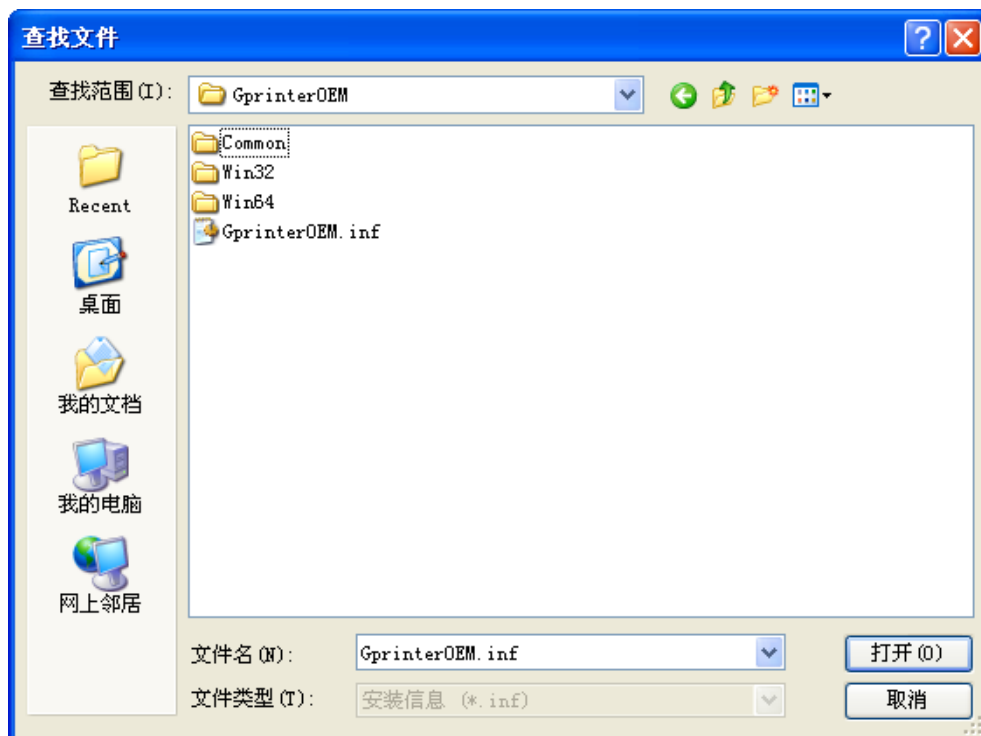 查找文件
查找范围(I): GprinterOEM
Common
Win32
Win64
GprinterOEM.inf
Recent
桌面
我的文档
我的电脑
网上邻居
文件名(N): GprinterOEM.inf 打开(O)
文件类型(T): 安装信息 (*.inf) 取消